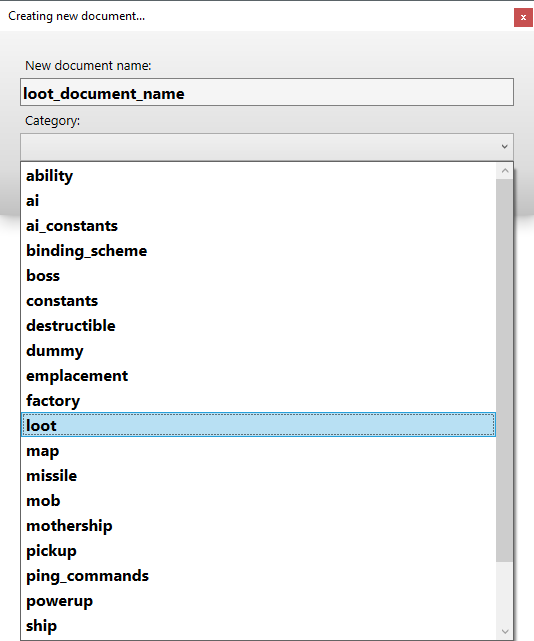 Creating new document...
New document name:
loot_document_name
Category:
ability
ai
ai_constants
binding_scheme
boss
constants
destructible
dummy
emplacement
factory
loot
map
missile
mob
mothership
pickup
ping_commands
powerup
ship